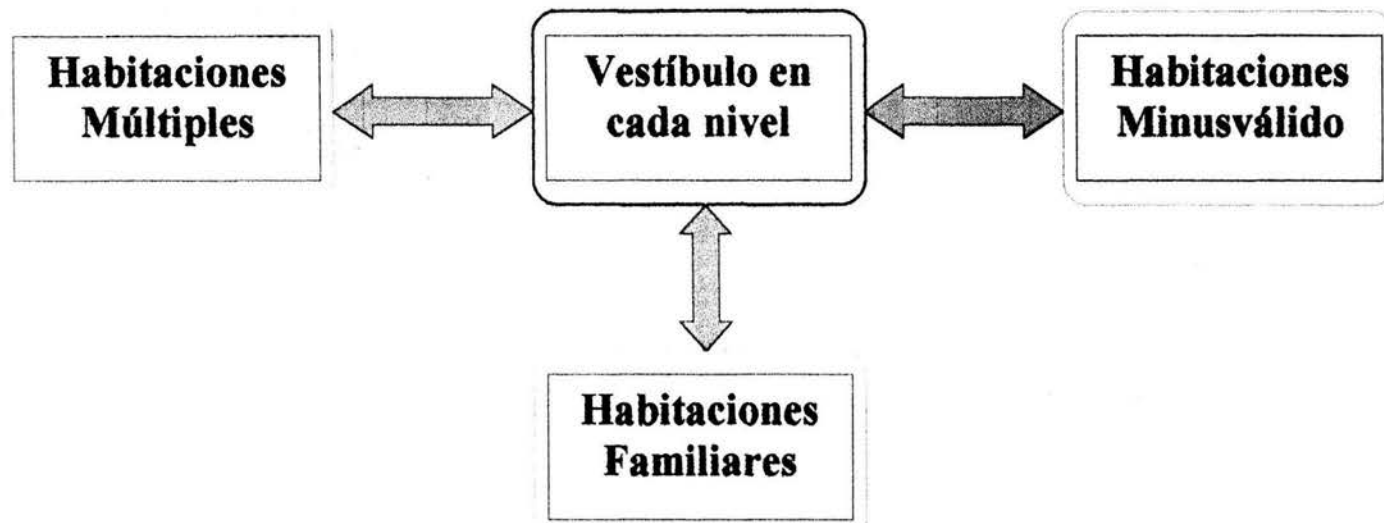 Habitaciones
Múltiples
Vestíbulo en
cada nivel
Habitaciones
Minusválido
Habitaciones
Familiares